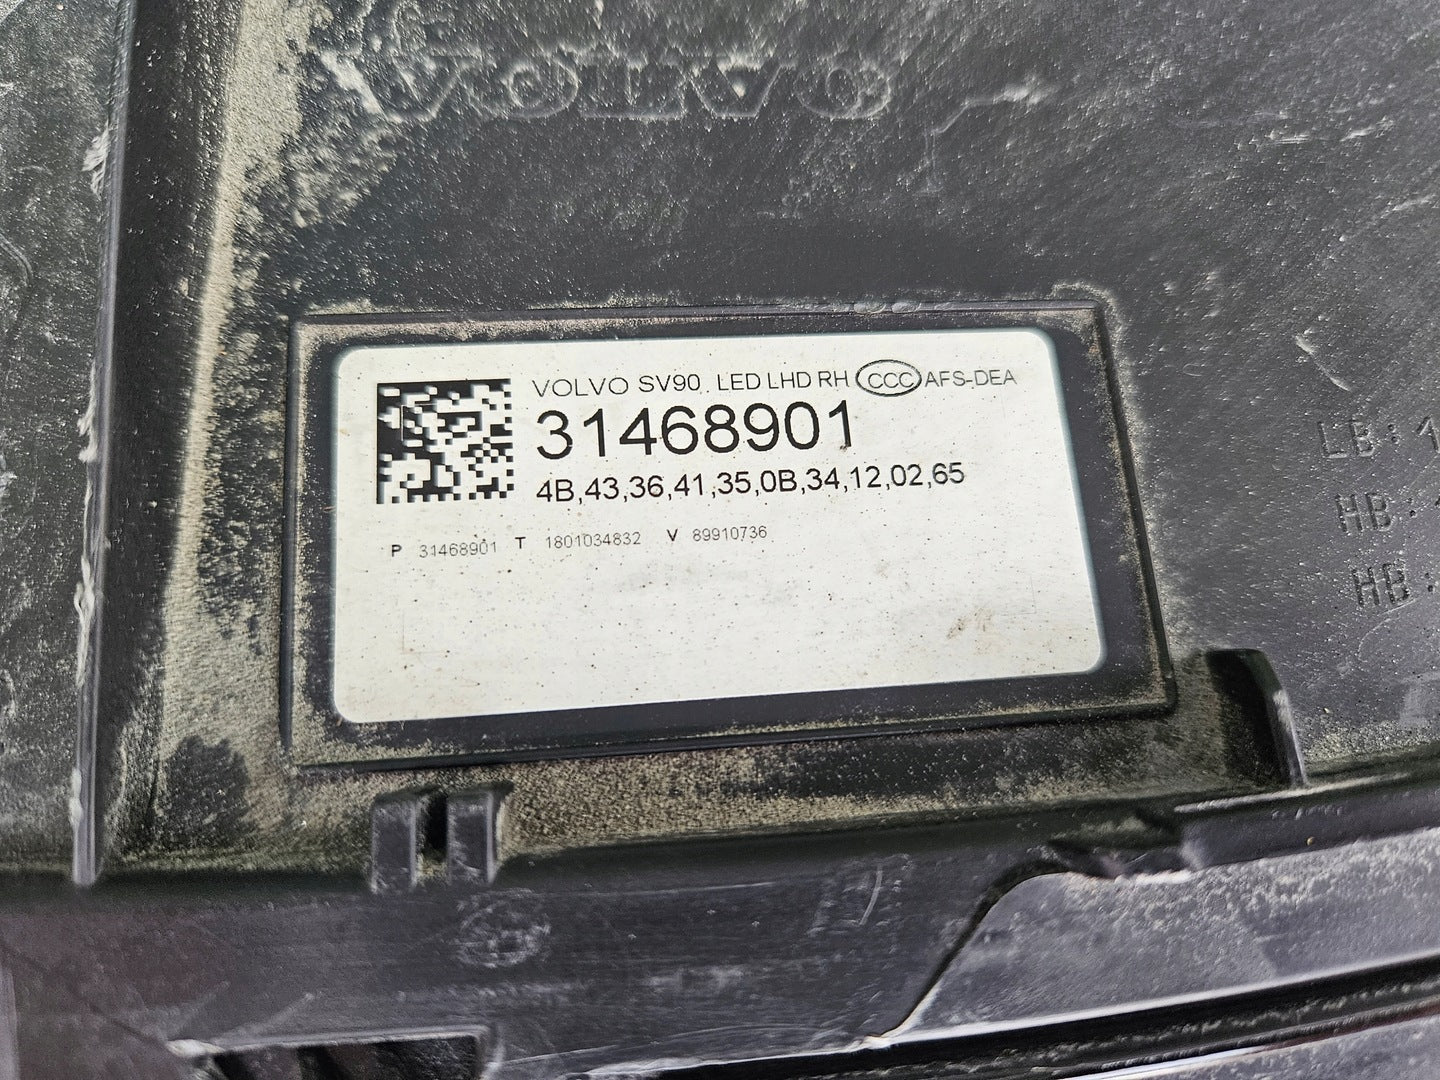 VOLVO
VOLVO SV90 LED LHD RH CCC AFS-DEA
31468901
4B,43,36,41,35,0B,34,12,02,65
P 31468901 T 1801034832 V 89910736
LB: 1
HB:
HB: